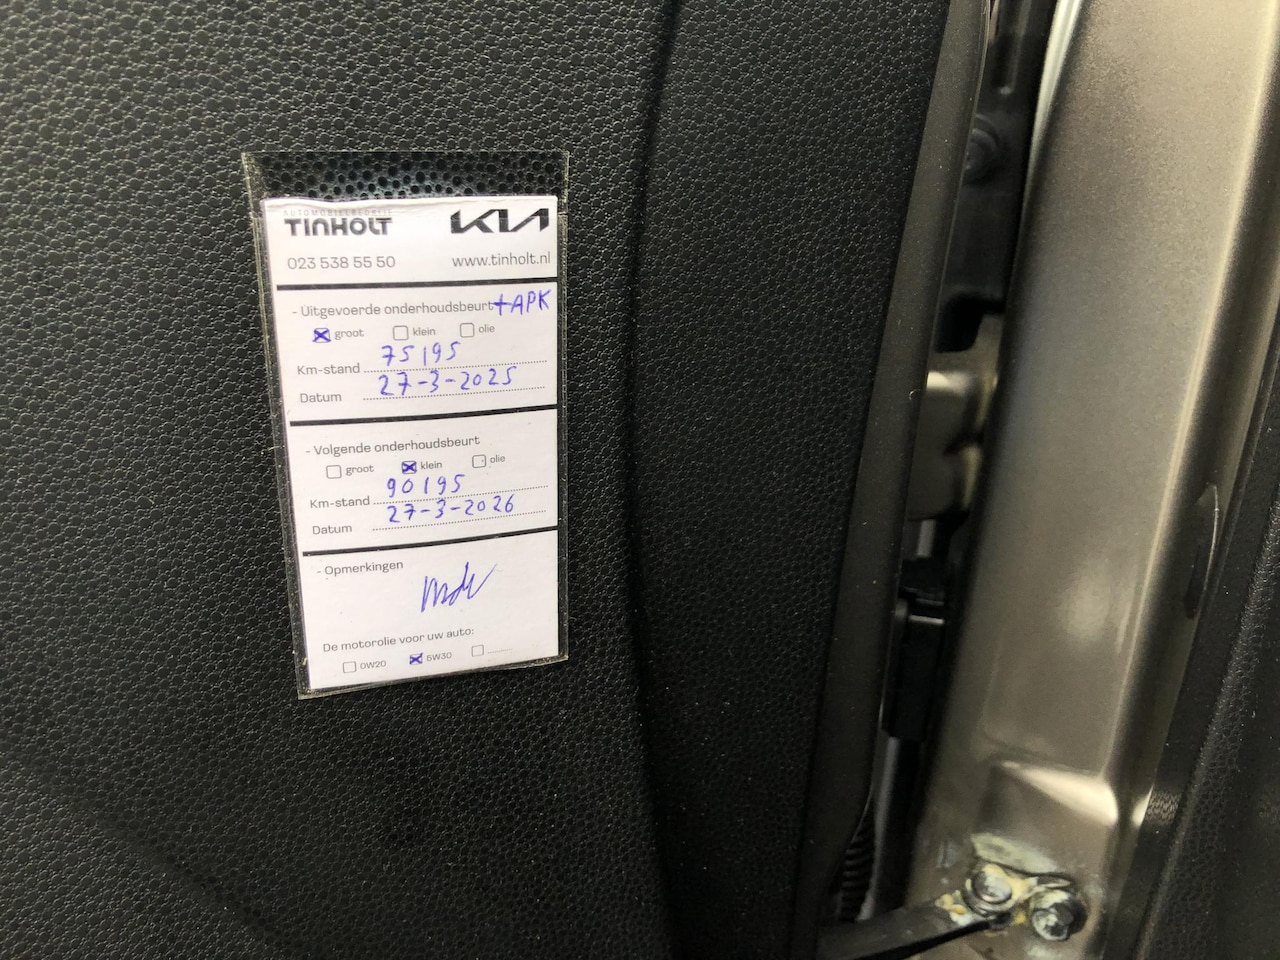 AUTOMOBIELBEDRIJF
TINHOLT KIA
023 538 55 50 www.tinholt.nl
- Uitgevoerde onderhoudsbeurt + APK
groot klein olie
75195
Km-stand
27-3-2025
Datum
- Volgende onderhoudsbeurt
groot klein olie
90195
Km-stand
27-3-2026
Datum
- Opmerkingen
De motorolie voor uw auto:
0W20 5W30